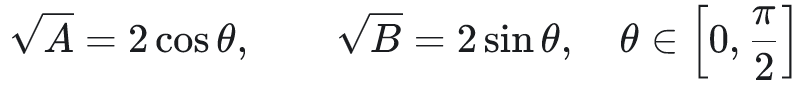 √A = 2 cos θ, √B = 2 sin θ, θ ∈ [0, π/2]